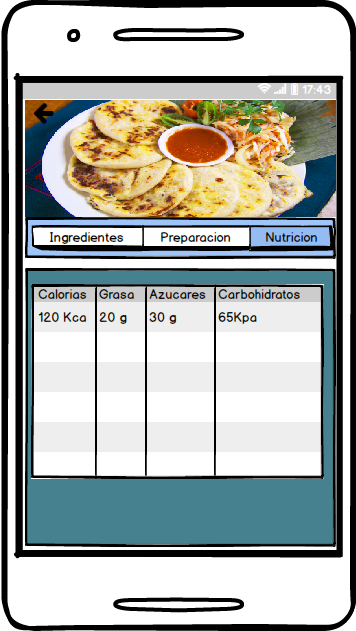 17:43
Ingredientes Preparacion Nutricion
Calorias Grasa Azucares Carbohidratos
120 Kca 20 g 30 g 65Kpa